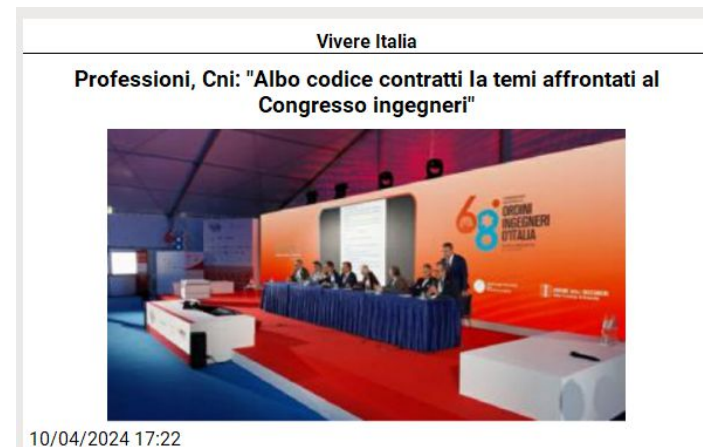 Vivere Italia
Professioni, Cni: "Albo codice contratti Ia temi affrontati al
Congresso ingegneri"
68°
ORDINI
INGEGNERI
D'ITALIA
10/04/2024 17:22